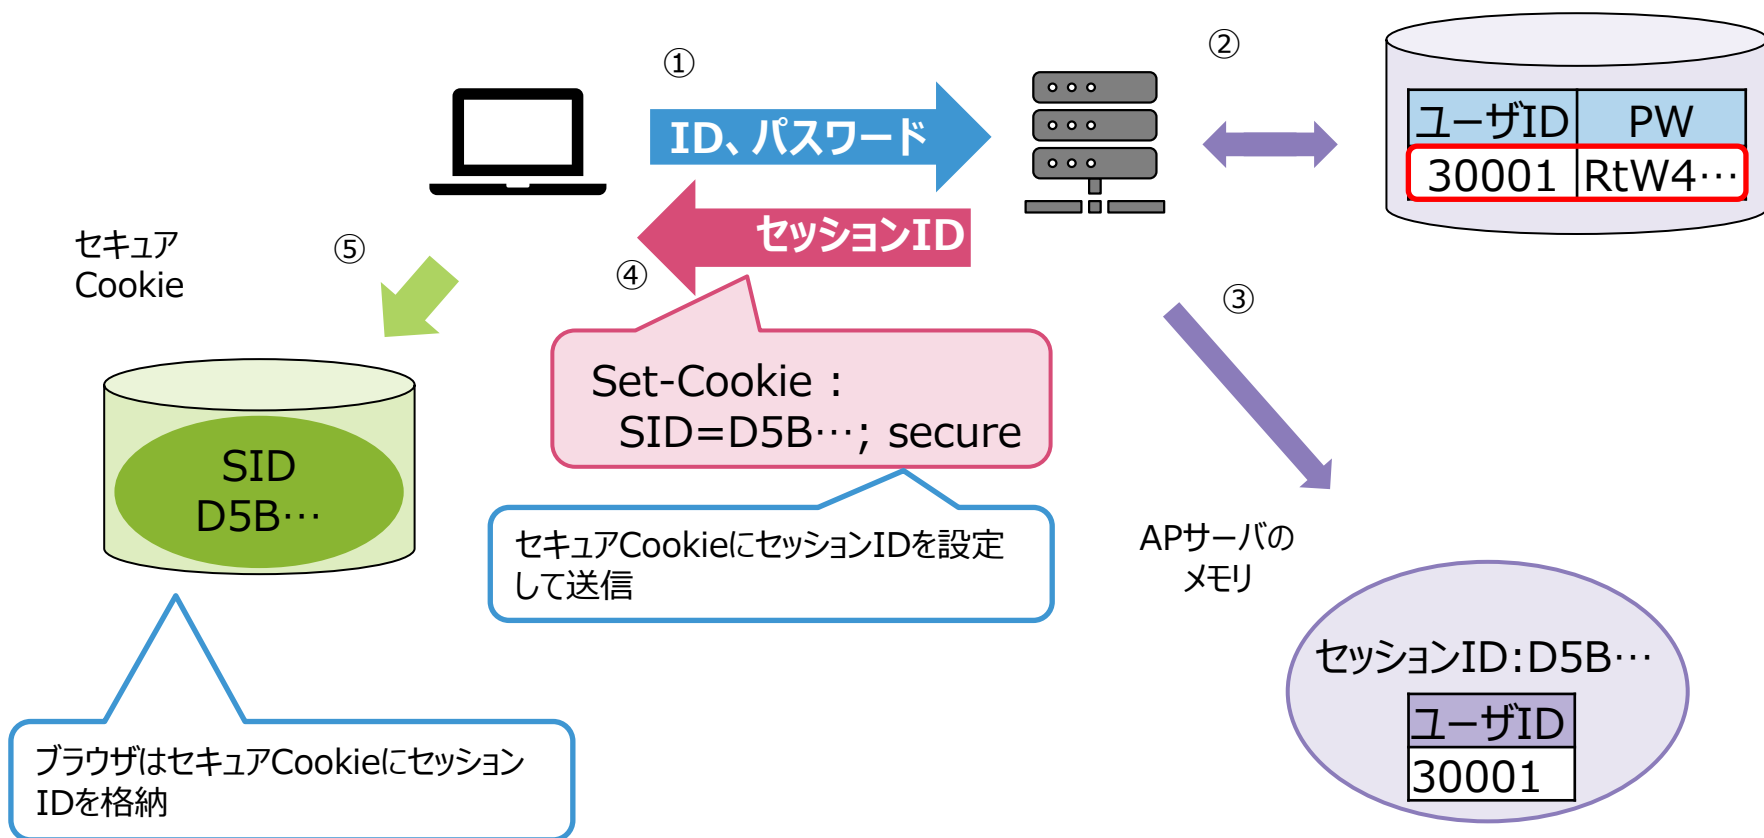 ①
ID、パスワード
②
ユーザID PW
30001 RtW4…
セッションID
④
セキュア
Cookie
⑤
③
Set-Cookie :
SID=D5B…; secure
セキュアCookieにセッションIDを設定
して送信
SID
D5B…
ブラウザはセキュアCookieにセッション
IDを格納
APサーバの
メモリ
セッションID:D5B…
ユーザID
30001